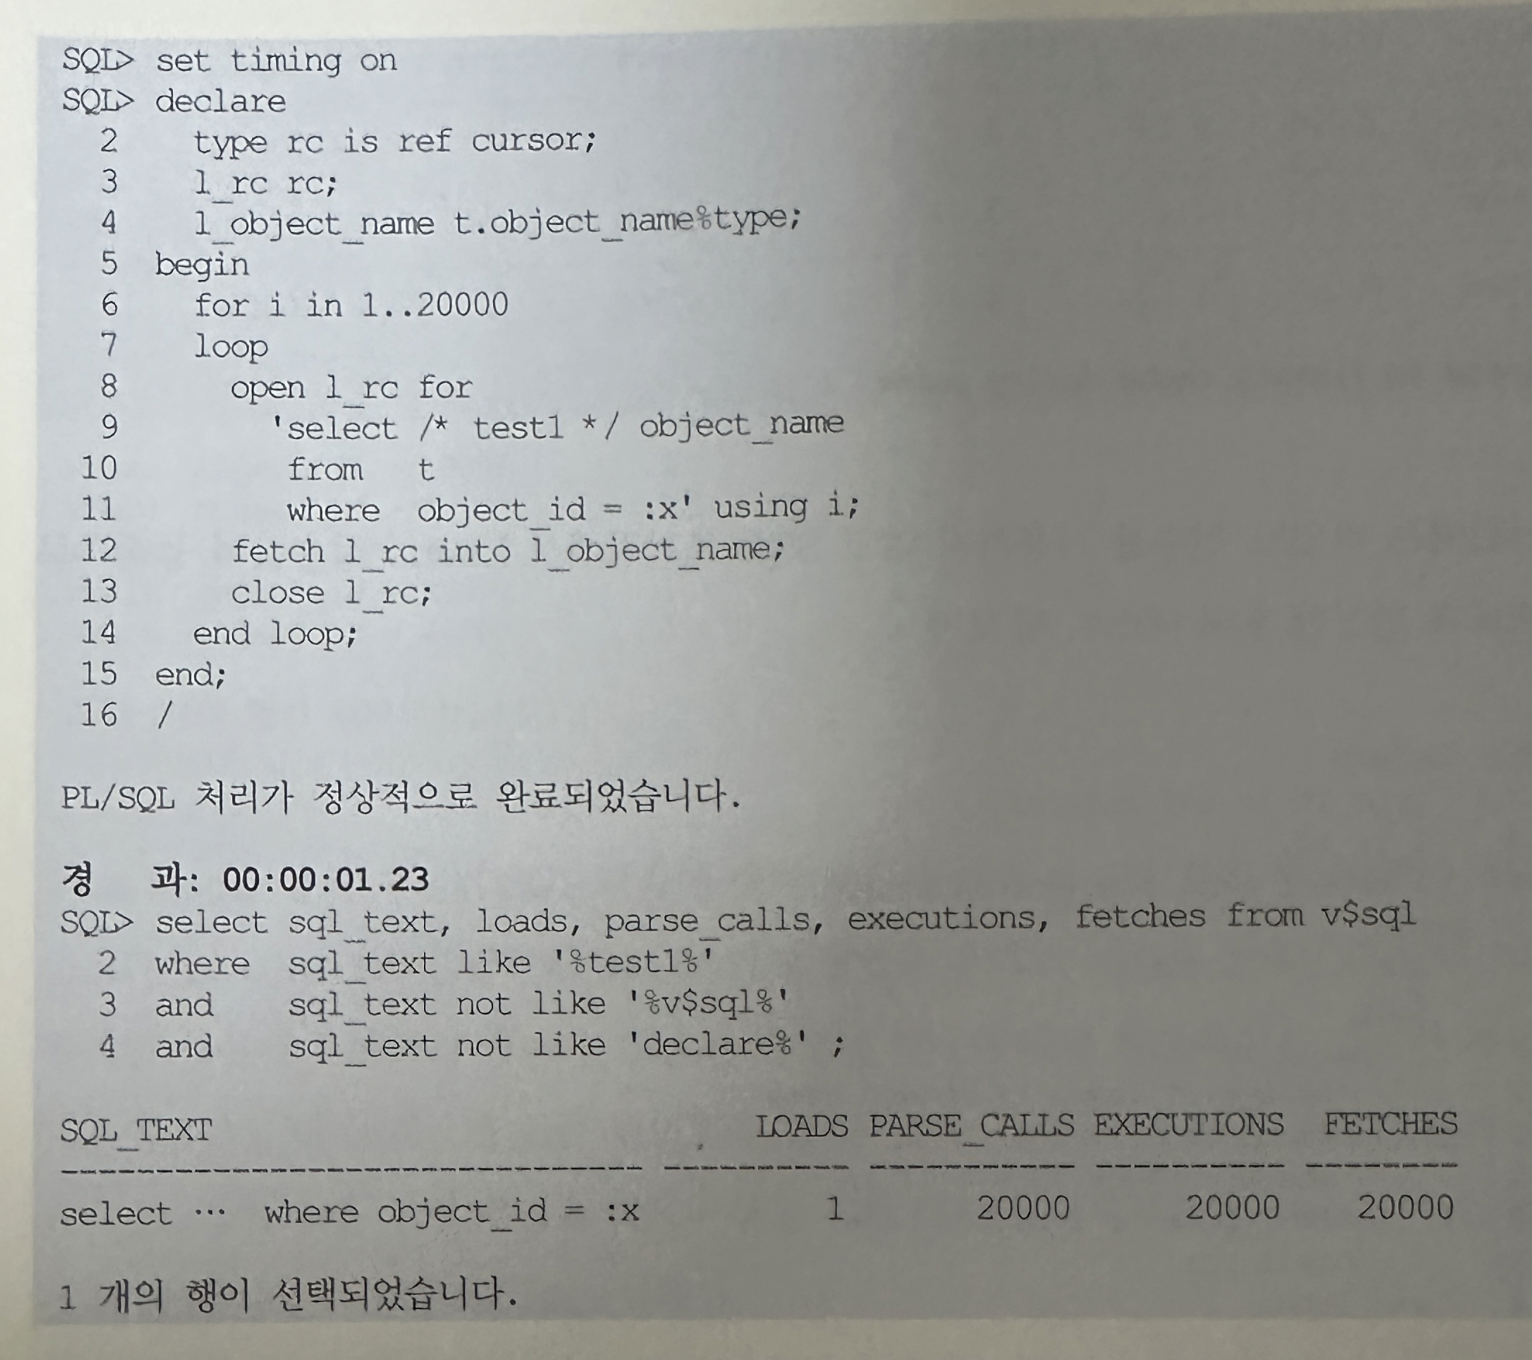 SQL> set timing on
SQL> declare
2 type rc is ref cursor;
3 l_rc rc;
4 l_object_name t.object_name%type;
5 begin
6 for i in 1..20000
7 loop
8 open l_rc for
9 'select /* test1 */ object_name
10 from t
11 where object_id = :x' using i;
12 fetch l_rc into l_object_name;
13 close l_rc;
14 end loop;
15 end;
16 /
PL/SQL 처리가 정상적으로 완료되었습니다.
경 과: 00:00:01.23
SQL> select sql_text, loads, parse_calls, executions, fetches from v$sql
2 where sql_text like '%test1%'
3 and sql_text not like '%v$sql%'
4 and sql_text not like 'declare%' ;
SQL_TEXT LOADS PARSE_CALLS EXECUTIONS FETCHES
------------------------------- ---------- ----------- ---------- --------
select … where object_id = :x 1 20000 20000 20000
1 개의 행이 선택되었습니다.